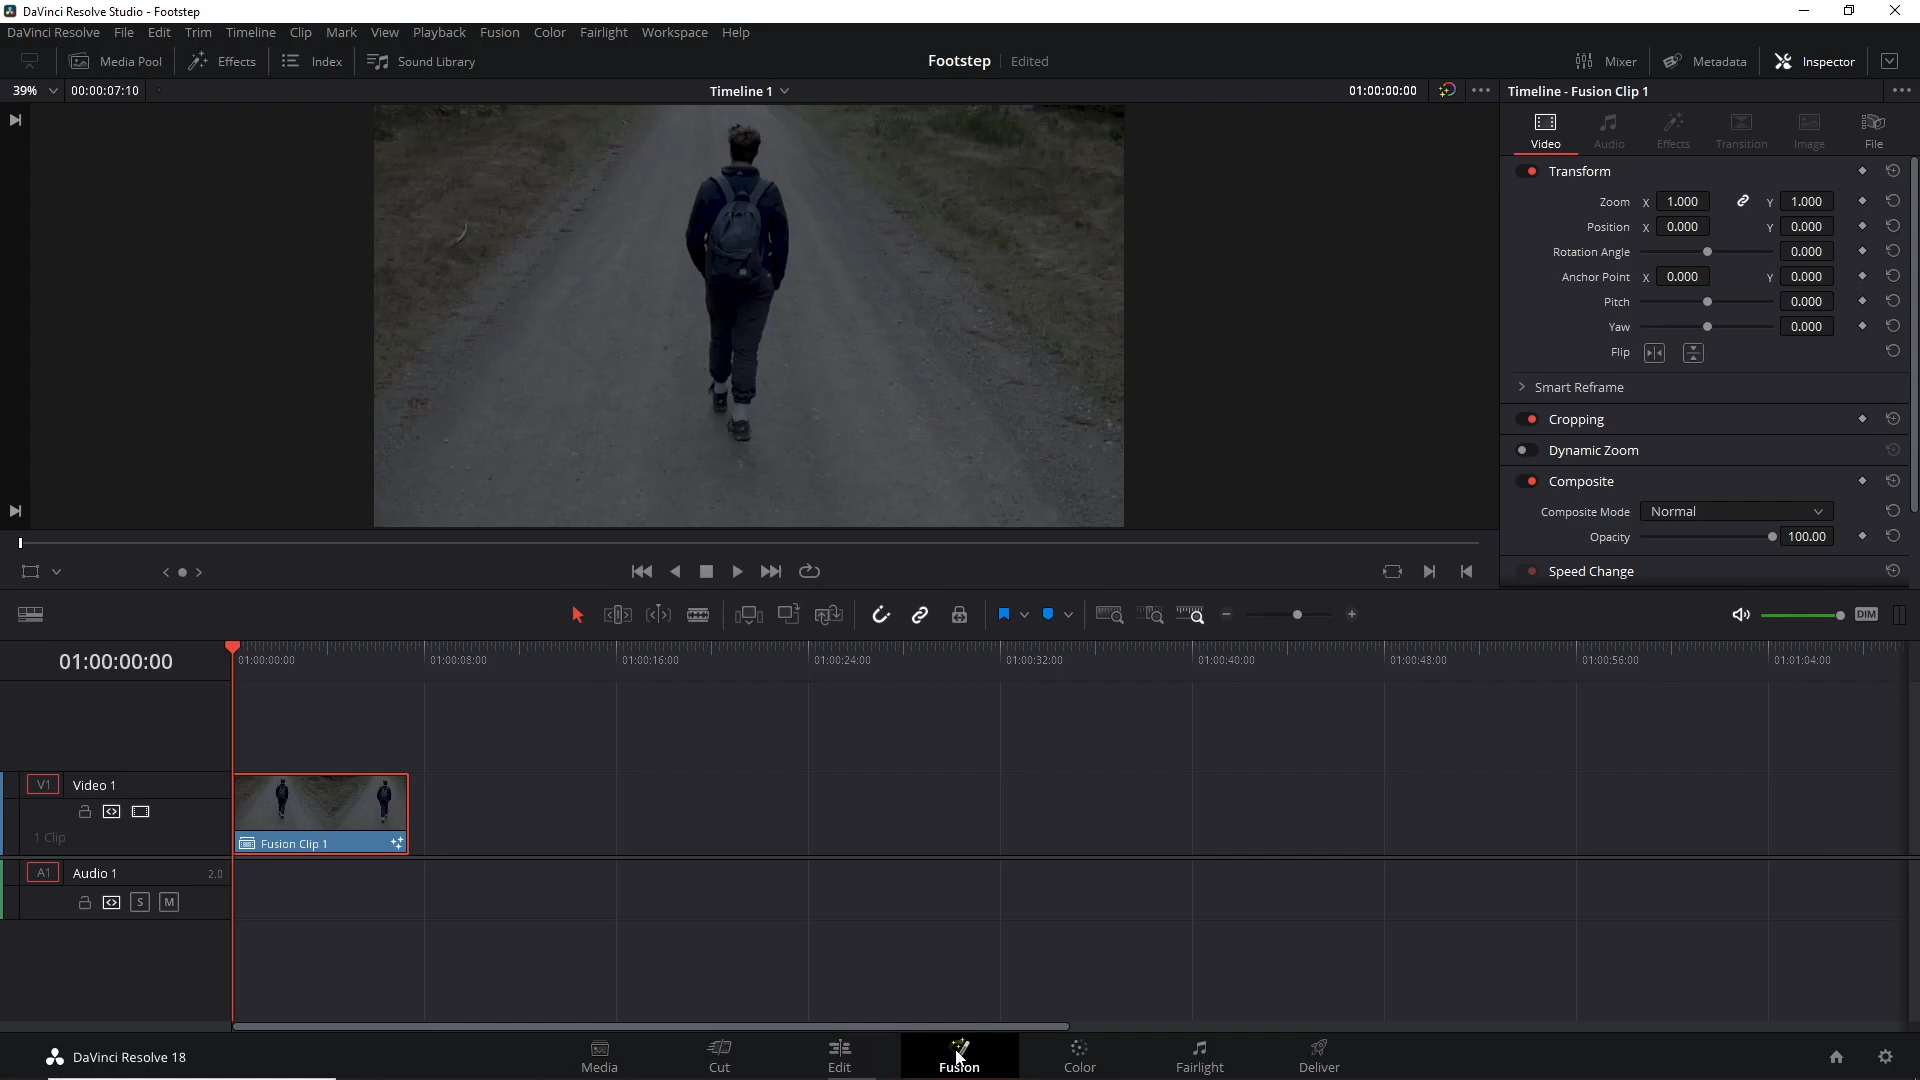 DaVinci Resolve Studio - Footstep
DaVinci Resolve File Edit Trim Timeline Clip Mark View Playback Fusion Color Fairlight Workspace Help
Media Pool Effects Index Sound Library Footstep Edited Mixer Metadata Inspector
39% 00:00:07:10 Timeline 1 01:00:00:00 Timeline - Fusion Clip 1
Video Audio Effects Transition Image File
Transform
Zoom X 1.000 Y 1.000
Position X 0.000 Y 0.000
Rotation Angle 0.000
Anchor Point X 0.000 Y 0.000
Pitch 0.000
Yaw 0.000
Flip
Smart Reframe
Cropping
Dynamic Zoom
Composite
Composite Mode Normal
Opacity 100.00
Speed Change
DIM
01:00:00:00 01:00:00:00 01:00:08:00 01:00:16:00 01:00:24:00 01:00:32:00 01:00:40:00 01:00:48:00 01:00:56:00 01:01:04:00
V1 Video 1
1 Clip
Fusion Clip 1
A1 Audio 1 2.0
S M
DaVinci Resolve 18 Media Cut Edit Fusion Color Fairlight Deliver